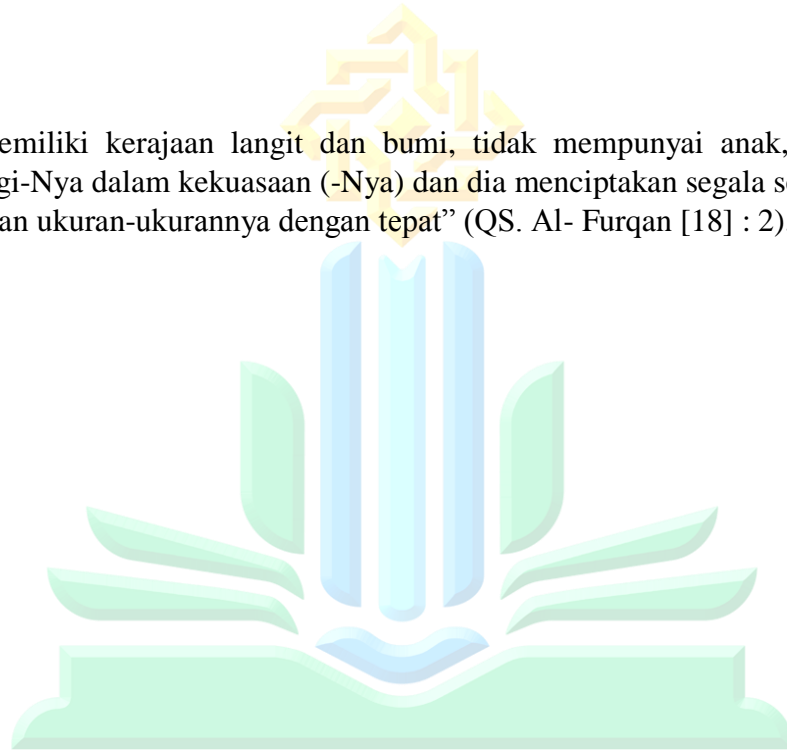 emiliki kerajaan langit dan bumi, tidak mempunyai anak,
gi-Nya dalam kekuasaan (-Nya) dan dia menciptakan segala s
an ukuran-ukurannya dengan tepat” (QS. Al- Furqan [18] : 2)